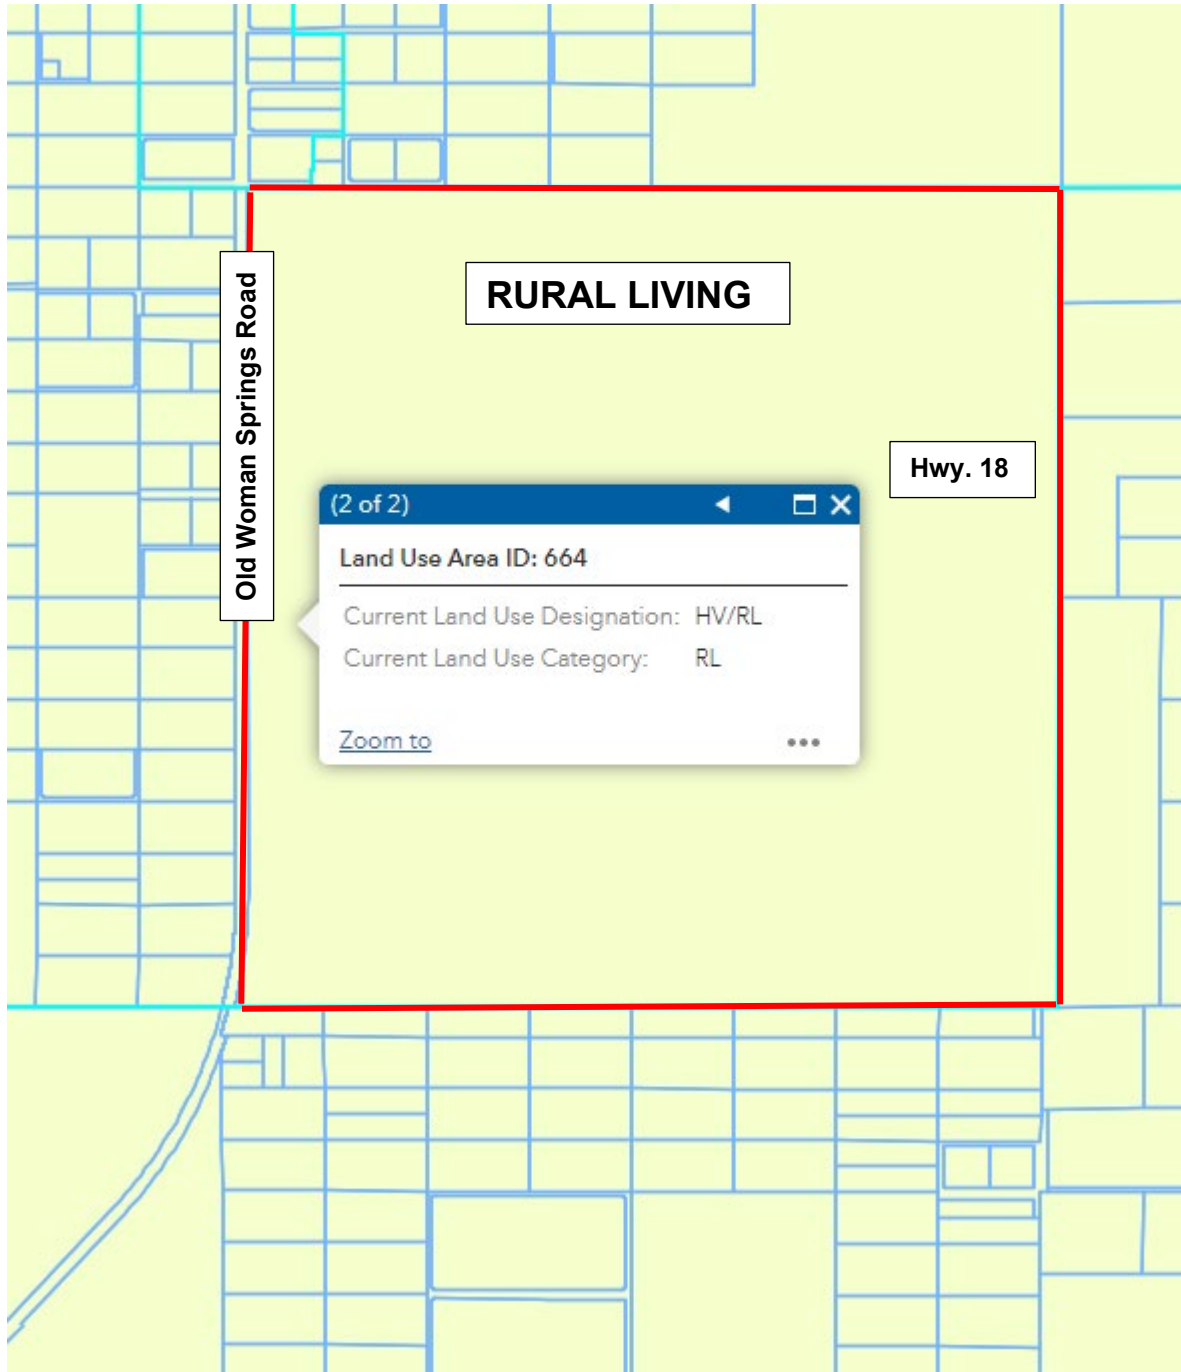 RURAL LIVING
Old Woman Springs Road
Hwy. 18
(2 of 2)
Land Use Area ID: 664
Current Land Use Designation: HV/RL
Current Land Use Category: RL
Zoom to